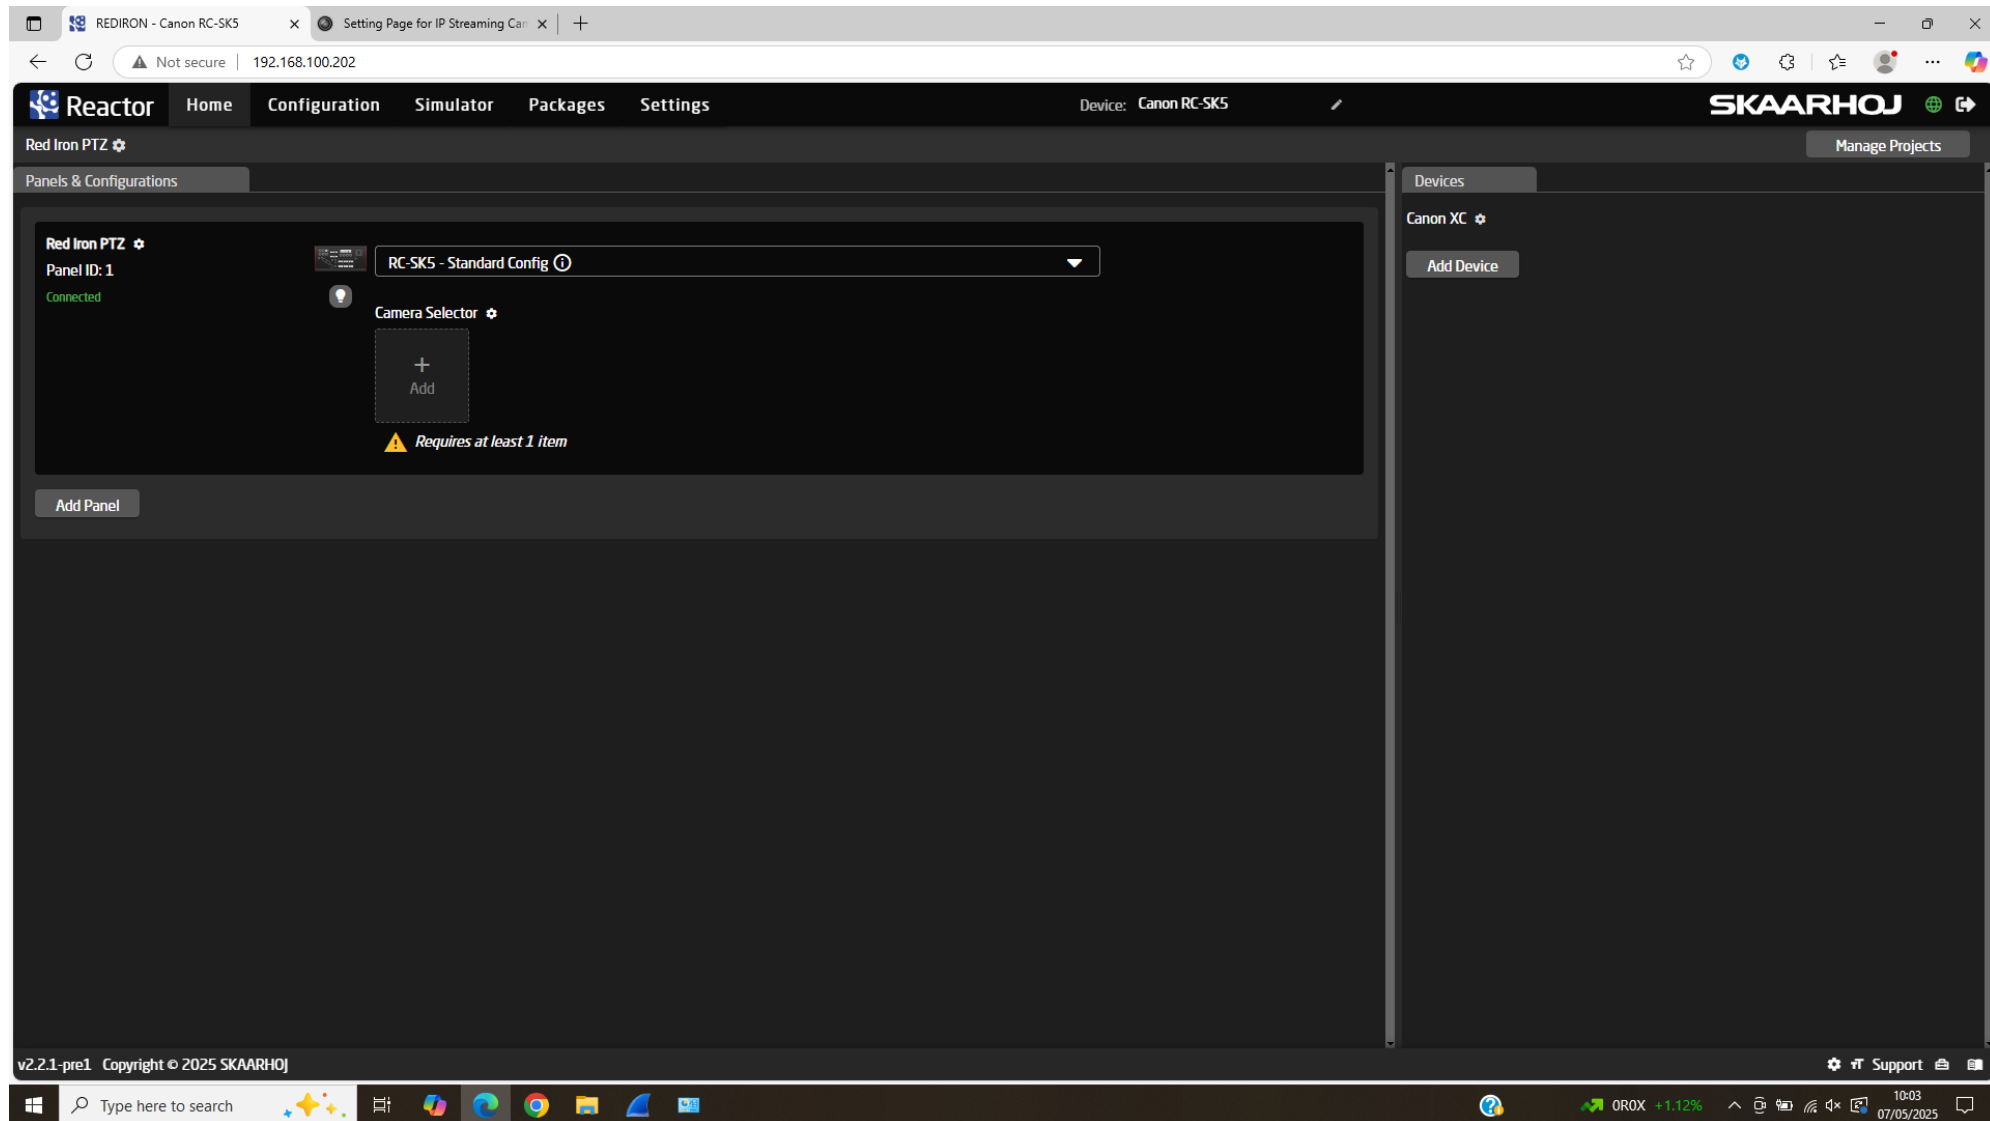 REDIRON - Canon RC-SK5
Setting Page for IP Streaming Can
Not secure
192.168.100.202
Reactor
Home
Configuration
Simulator
Packages
Settings
Device: Canon RC-SK5
SKAARHOJ
Red Iron PTZ
Manage Projects
Panels & Configurations
Devices
Red Iron PTZ
Panel ID: 1
Connected
RC-SK5 - Standard Config
Camera Selector
+
Add
Requires at least 1 item
Add Panel
Canon XC
Add Device
v2.2.1-pre1 Copyright © 2025 SKAARHOJ
Support
Type here to search
0R0X +1.12%
10:03
07/05/2025